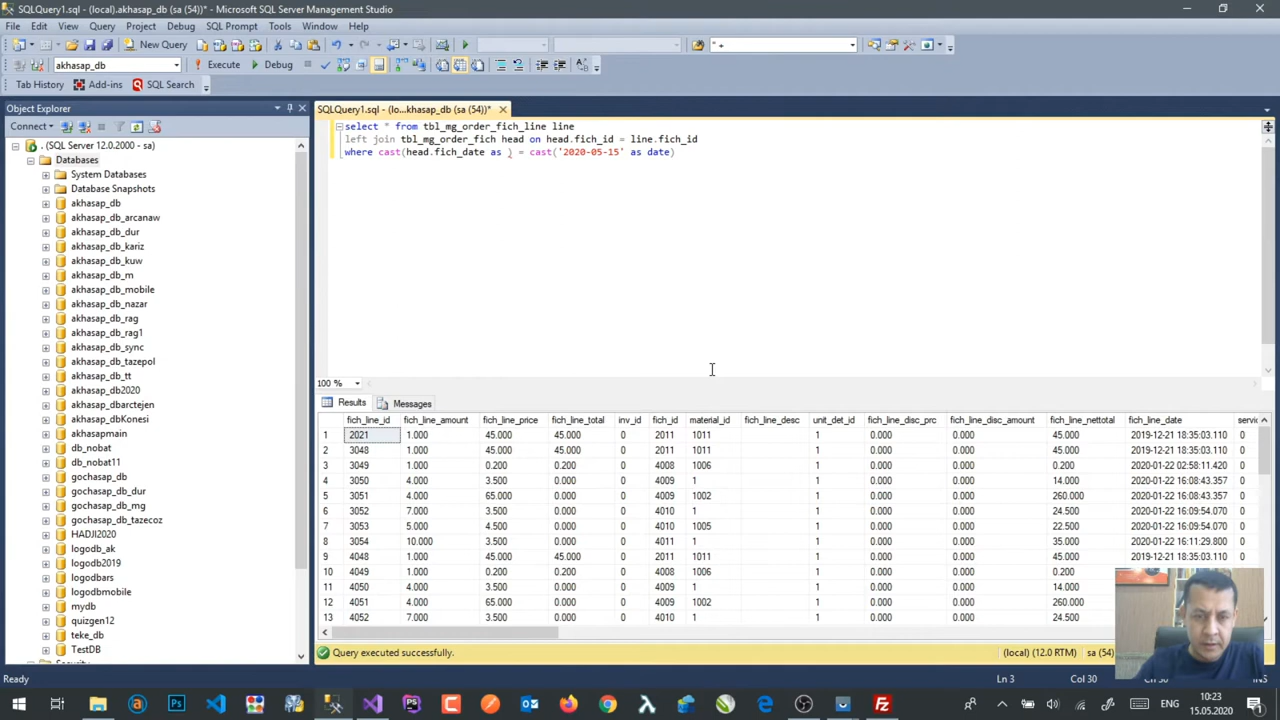 SQLQuery1.sql - (local).akhasap_db (sa (54))* - Microsoft SQL Server Management Studio
File Edit View Query Project Debug SQL Prompt Tools Window Help
New Query " +
akhasap_db Execute Debug
Tab History Add-ins SQL Search
Object Explorer
Connect
. (SQL Server 12.0.2000 - sa)
Databases
System Databases
Database Snapshots
akhasap_db
akhasap_db_arcanaw
akhasap_db_dur
akhasap_db_kariz
akhasap_db_kuw
akhasap_db_m
akhasap_db_mobile
akhasap_db_nazar
akhasap_db_rag
akhasap_db_rag1
akhasap_db_sync
akhasap_db_tazepol
akhasap_db_tt
akhasap_db2020
akhasap_dbarctejen
akhasap_dbKonesi
akhasapmain
db_nobat
db_nobat11
gochasap_db
gochasap_db_dur
gochasap_db_mg
gochasap_db_tazecoz
HADJI2020
logodb_ak
logodb2019
logodbars
logodbmobile
mydb
quizgen12
teke_db
TestDB
Security
SQLQuery1.sql - (lo...khasap_db (sa (54))*
select * from tbl_mg_order_fich_line line
left join tbl_mg_order_fich head on head.fich_id = line.fich_id
where cast(head.fich_date as ) = cast('2020-05-15' as date)
100 %
Results Messages
fich_line_id fich_line_amount fich_line_price fich_line_total inv_id fich_id material_id fich_line_desc unit_det_id fich_line_disc_prc fich_line_disc_amount fich_line_nettotal fich_line_date servic
1 2021 1.000 45.000 45.000 0 2011 1011 1 0.000 0.000 45.000 2019-12-21 18:35:03.110 0
2 3048 1.000 45.000 45.000 0 2011 1011 1 0.000 0.000 45.000 2019-12-21 18:35:03.110 0
3 3049 1.000 0.200 0.200 0 4008 1006 1 0.000 0.000 0.200 2020-01-22 02:58:11.420 0
4 3050 4.000 3.500 0.000 0 4009 1 1 0.000 0.000 14.000 2020-01-22 16:08:43.357 0
5 3051 4.000 65.000 0.000 0 4009 1002 1 0.000 0.000 260.000 2020-01-22 16:08:43.357 0
6 3052 7.000 3.500 0.000 0 4010 1 1 0.000 0.000 24.500 2020-01-22 16:09:54.070 0
7 3053 5.000 4.500 0.000 0 4010 1005 1 0.000 0.000 22.500 2020-01-22 16:09:54.070 0
8 3054 10.000 3.500 0.000 0 4011 1 1 0.000 0.000 35.000 2020-01-22 16:11:29.800 0
9 4048 1.000 45.000 45.000 0 2011 1011 1 0.000 0.000 45.000 2019-12-21 18:35:03.110 0
10 4049 1.000 0.200 0.200 0 4008 1006 1 0.000 0.000 0.200
11 4050 4.000 3.500 0.000 0 4009 1 1 0.000 0.000 14.000
12 4051 4.000 65.000 0.000 0 4009 1002 1 0.000 0.000 260.000
13 4052 7.000 3.500 0.000 0 4010 1 1 0.000 0.000 24.500
Query executed successfully. (local) (12.0 RTM) sa (54)
Ready Ln 3 Col 30
ENG 10:23
15.05.2020